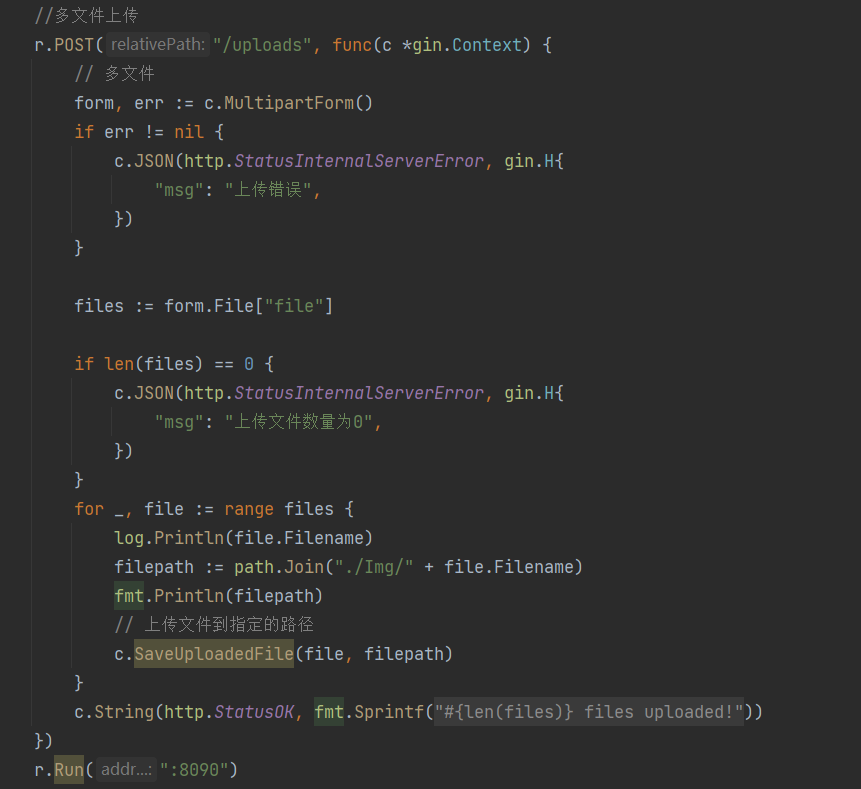 //多文件上传
r.POST( relativePath: "/uploads", func(c *gin.Context) {
    // 多文件
    form, err := c.MultipartForm()
    if err != nil {
        c.JSON(http.StatusInternalServerError, gin.H{
            "msg": "上传错误",
        })
    }

    files := form.File["file"]

    if len(files) == 0 {
        c.JSON(http.StatusInternalServerError, gin.H{
            "msg": "上传文件数量为0",
        })
    }
    for _, file := range files {
        log.Println(file.Filename)
        filepath := path.Join("./Img/" + file.Filename)
        fmt.Println(filepath)
        // 上传文件到指定的路径
        c.SaveUploadedFile(file, filepath)
    }
    c.String(http.StatusOK, fmt.Sprintf("#{len(files)} files uploaded!"))
})
r.Run( addr...: ":8090")